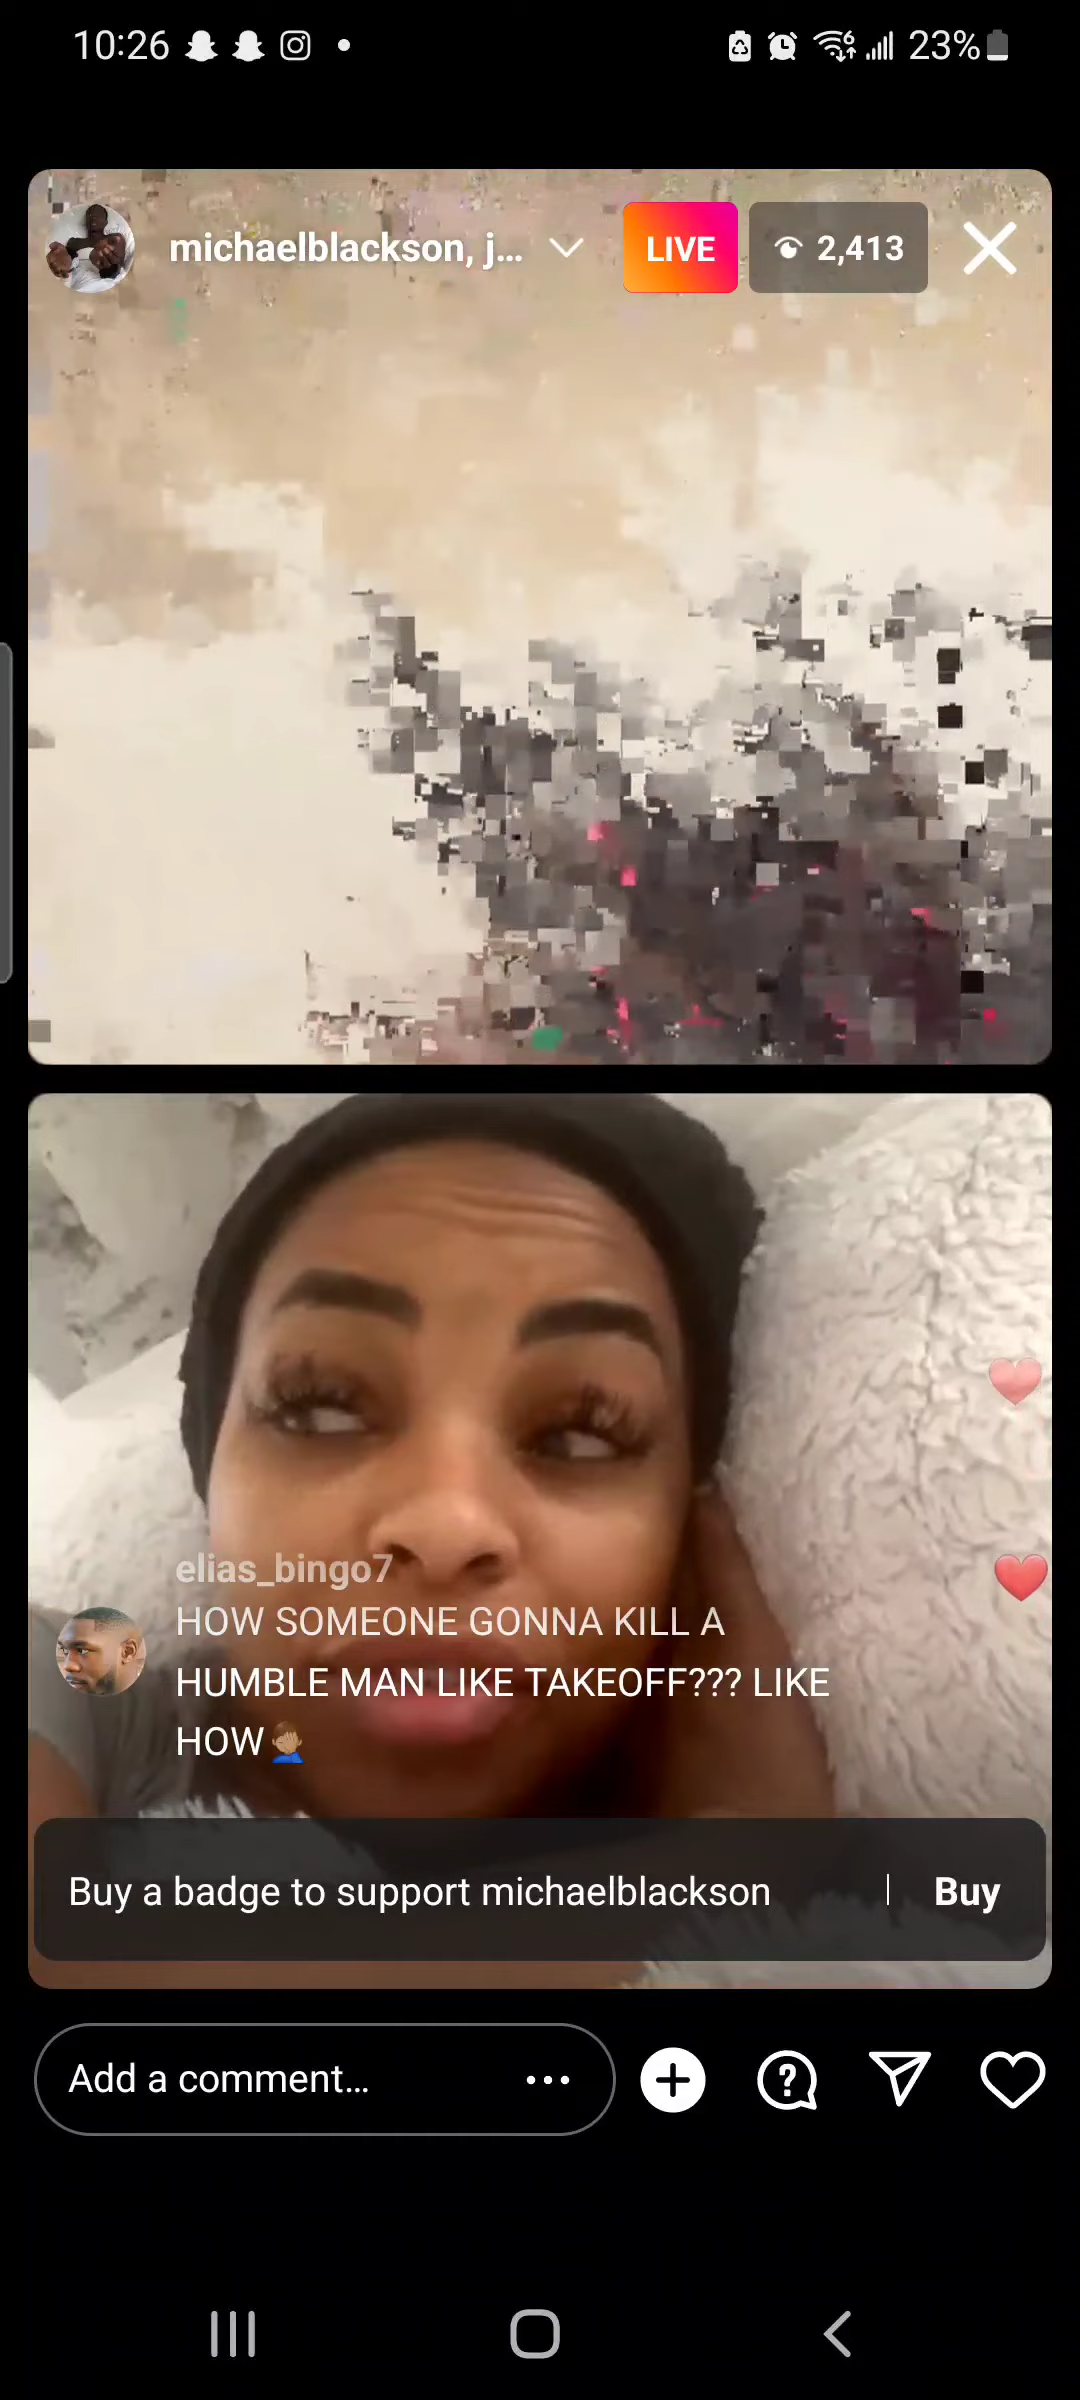 10:26 23%
michaelblackson, j... LIVE 2,413
elias_bingo7
HOW SOMEONE GONNA KILL A
HUMBLE MAN LIKE TAKEOFF??? LIKE
HOW🤦🏽‍♂️
Buy a badge to support michaelblackson | Buy
Add a comment...